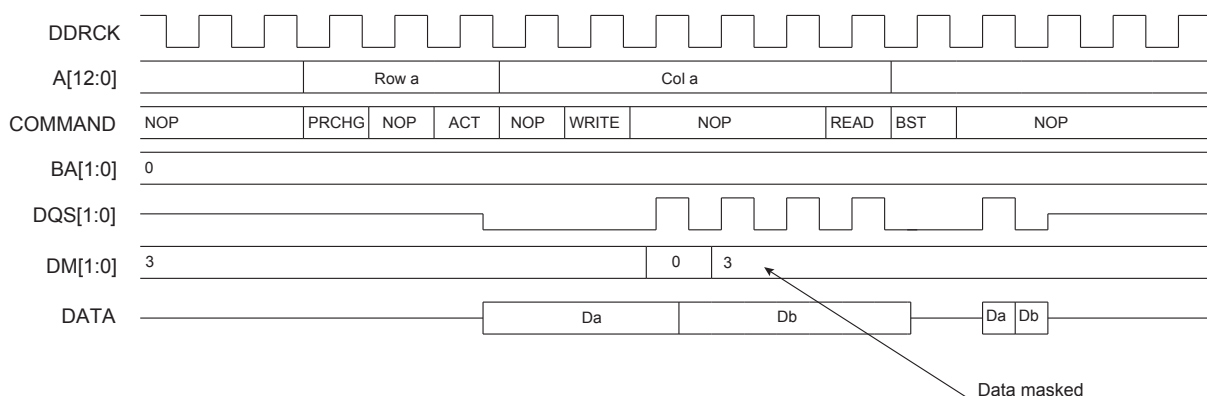 DDRCK
A[12:0] Row a Col a
COMMAND NOP PRCHG NOP ACT NOP WRITE NOP READ BST NOP
BA[1:0] 0
DQS[1:0]
DM[1:0] 3 0 3
DATA Da Db Da Db
Data masked